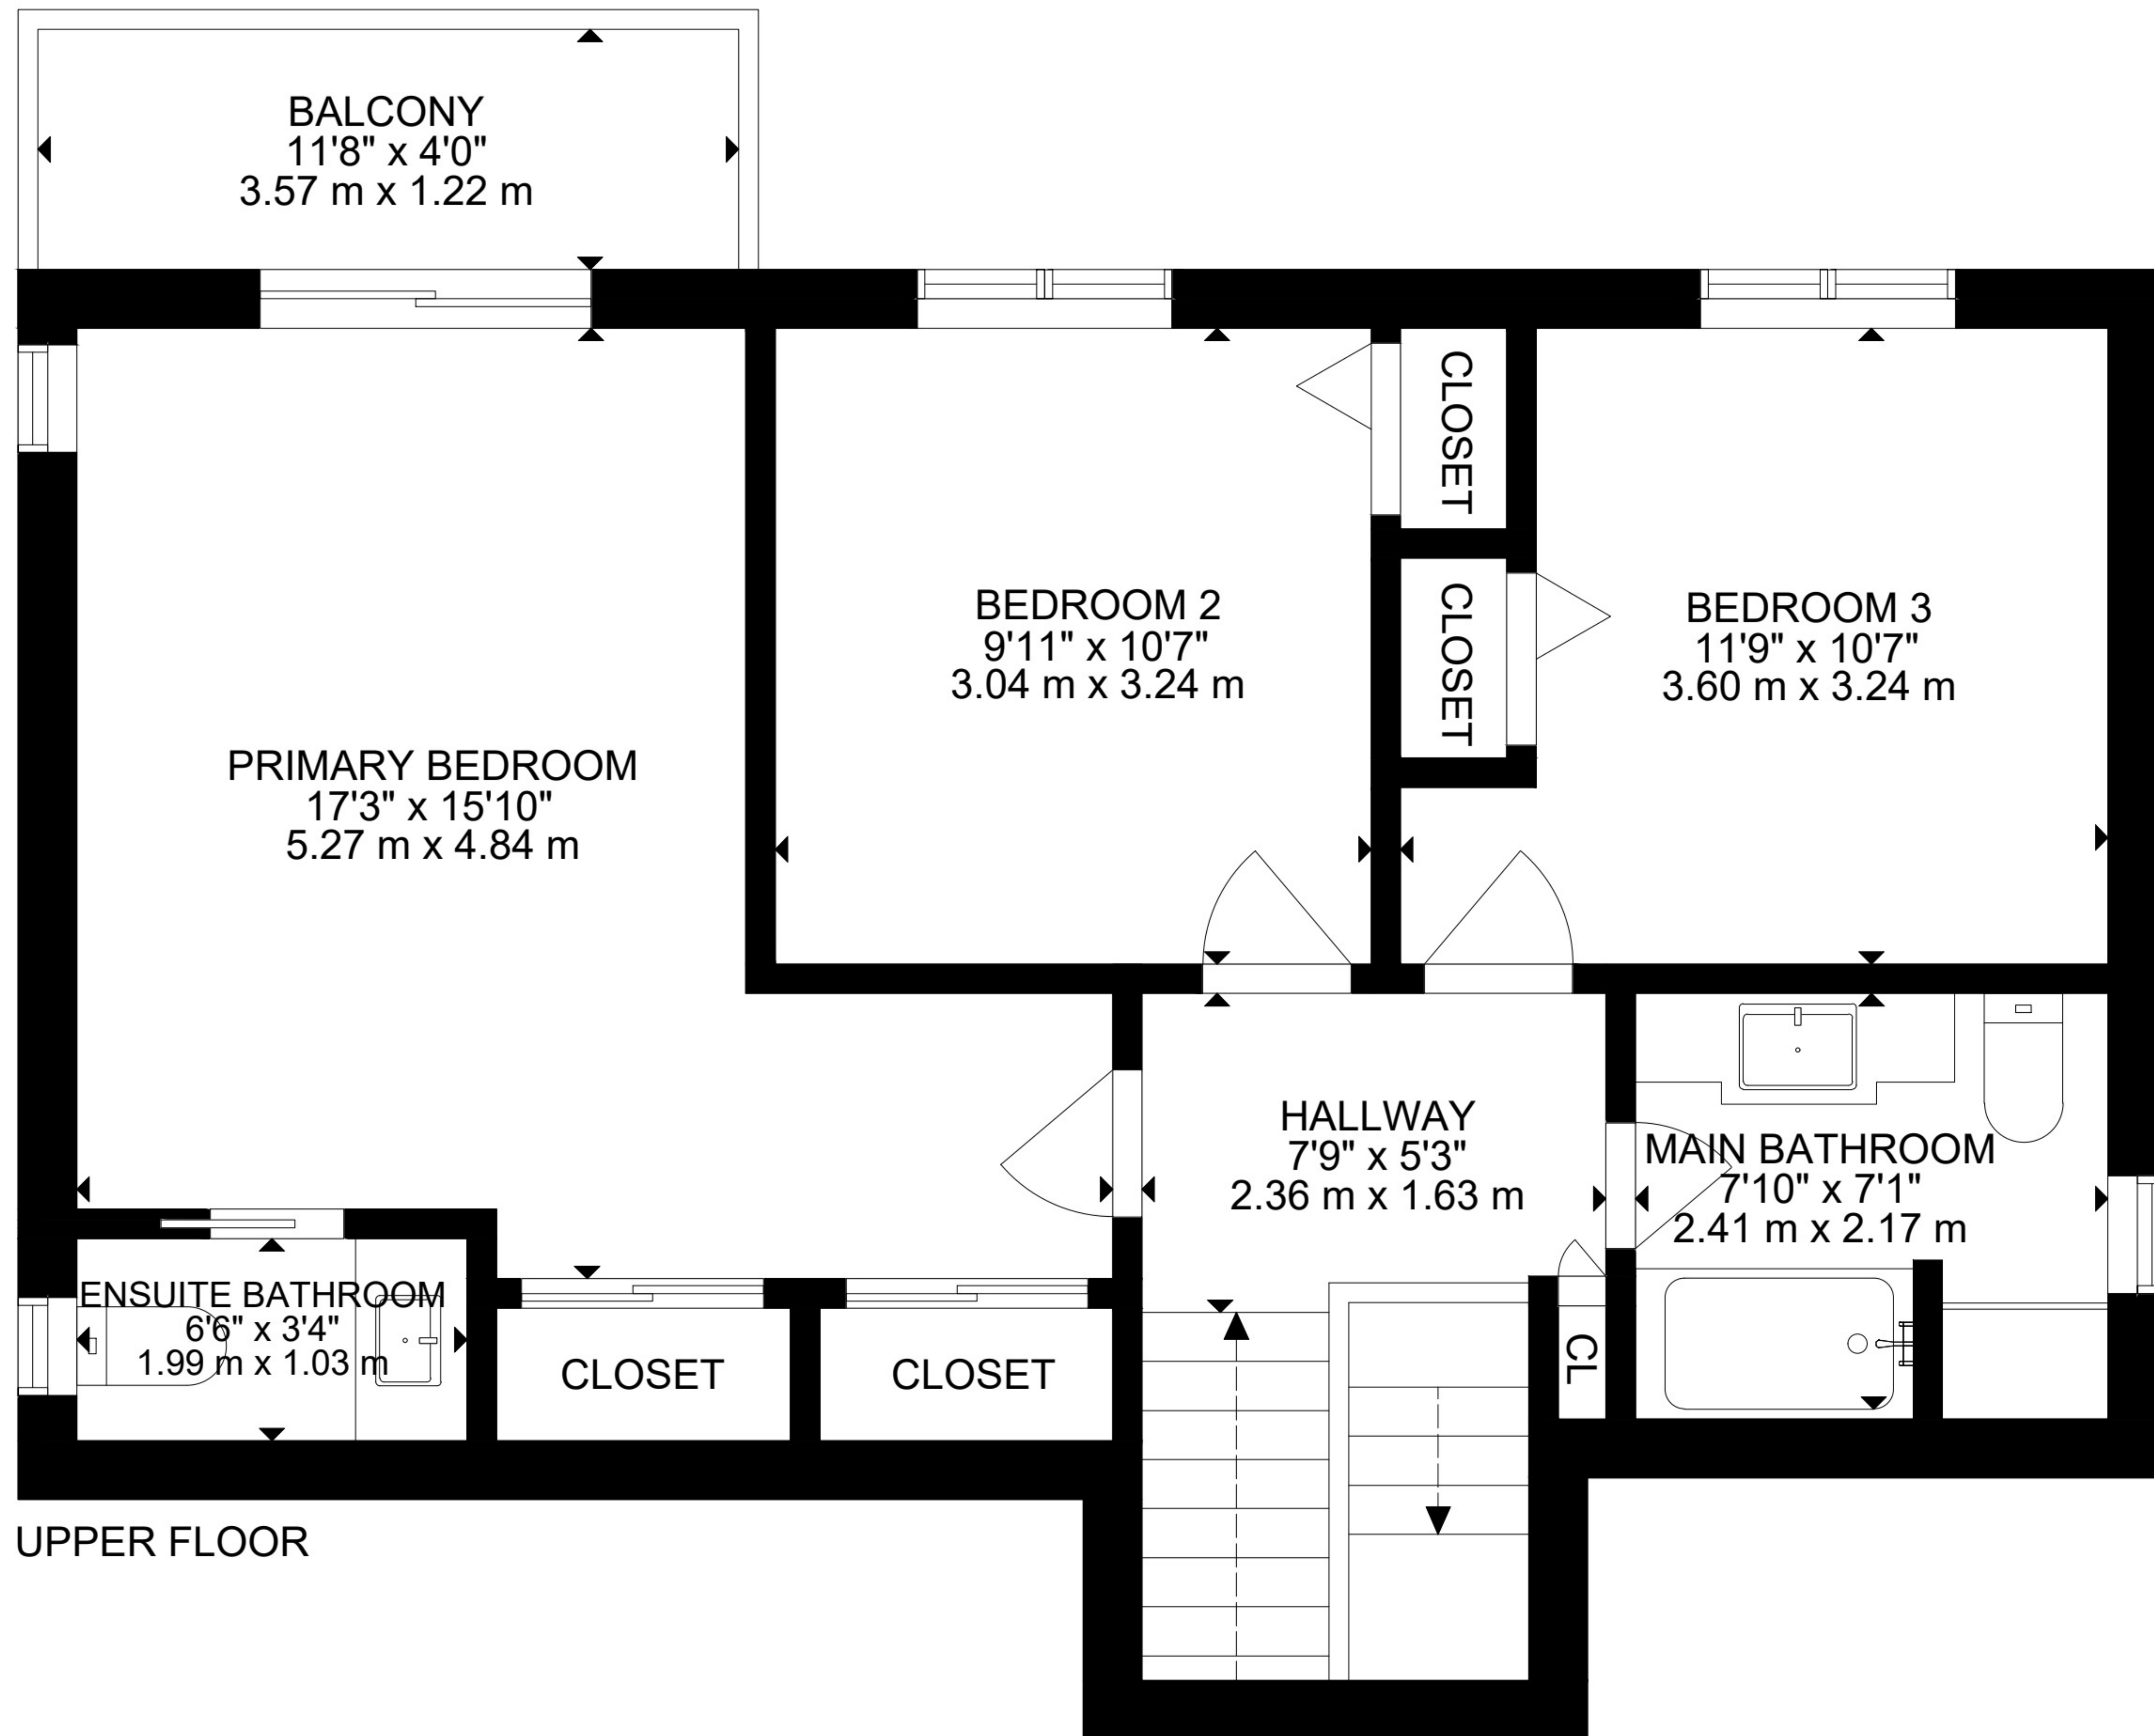 BALCONY
11'8" x 4'0"
3.57 m x 1.22 m
CLOSET
BEDROOM 2
9'11" x 10'7"
3.04 m x 3.24 m
CLOSET
BEDROOM 3
11'9" x 10'7"
3.60 m x 3.24 m
PRIMARY BEDROOM
17'3" x 15'10"
5.27 m x 4.84 m
HALLWAY
7'9" x 5'3"
2.36 m x 1.63 m
MAIN BATHROOM
7'10" x 7'1"
2.41 m x 2.17 m
ENSUITE BATHROOM
6'6" x 3'4"
1.99 m x 1.03 m
CLOSET
CLOSET
CL
UPPER FLOOR